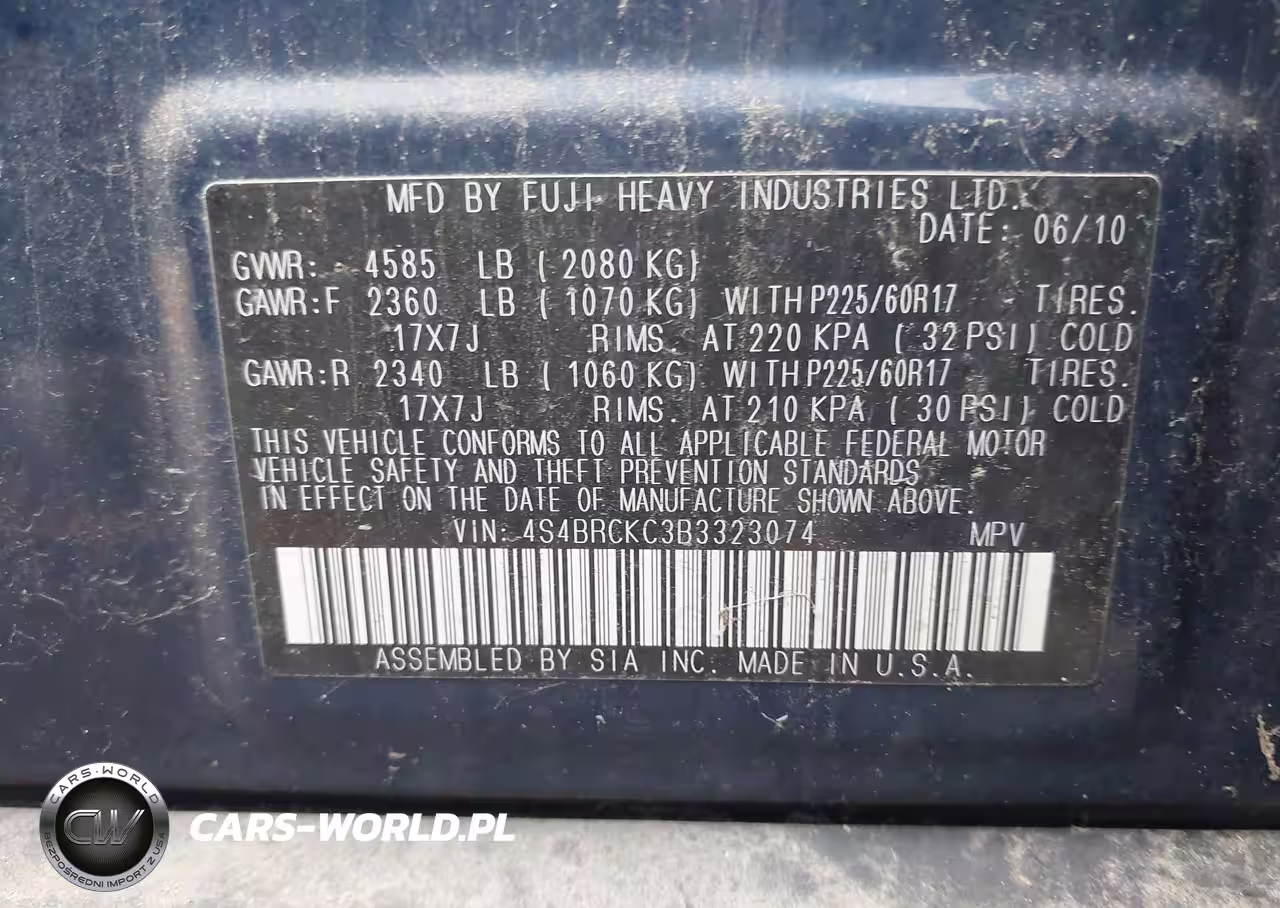 MFD BY FUJI HEAVY INDUSTRIES LTD.
DATE: 06/10
GVWR: 4585 LB ( 2080 KG)
GAWR:F 2360 LB ( 1070 KG) WITH P225/60R17 TIRES.
17X7J RIMS. AT 220 KPA ( 32 PSI) COLD
GAWR:R 2340 LB ( 1060 KG) WITH P225/60R17 TIRES.
17X7J RIMS. AT 210 KPA ( 30 PSI) COLD
THIS VEHICLE CONFORMS TO ALL APPLICABLE FEDERAL MOTOR
VEHICLE SAFETY AND THEFT PREVENTION STANDARDS
IN EFFECT ON THE DATE OF MANUFACTURE SHOWN ABOVE.
VIN: 4S4BRCKC3B3323074 MPV
ASSEMBLED BY SIA INC. MADE IN U.S.A.
CARS-WORLD
CW
BEZPOŚREDNI IMPORT Z USA
CARS-WORLD.PL